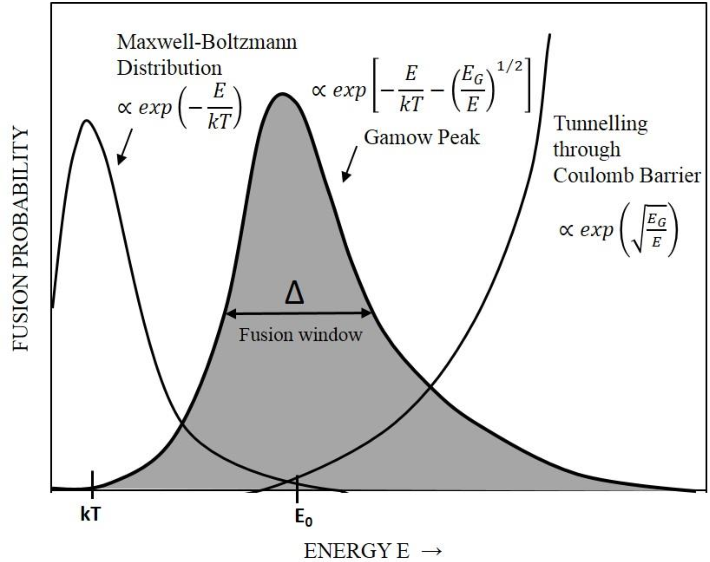 Maxwell-Boltzmann
Distribution
∝ exp(−E/kT)
∝ exp[−E/kT − (E_G/E)^{1/2}]
Gamow Peak
Tunnelling
through
Coulomb Barrier
∝ exp(√(E_G/E))
Δ
Fusion window
FUSION PROBABILITY
kT
E₀
ENERGY E →